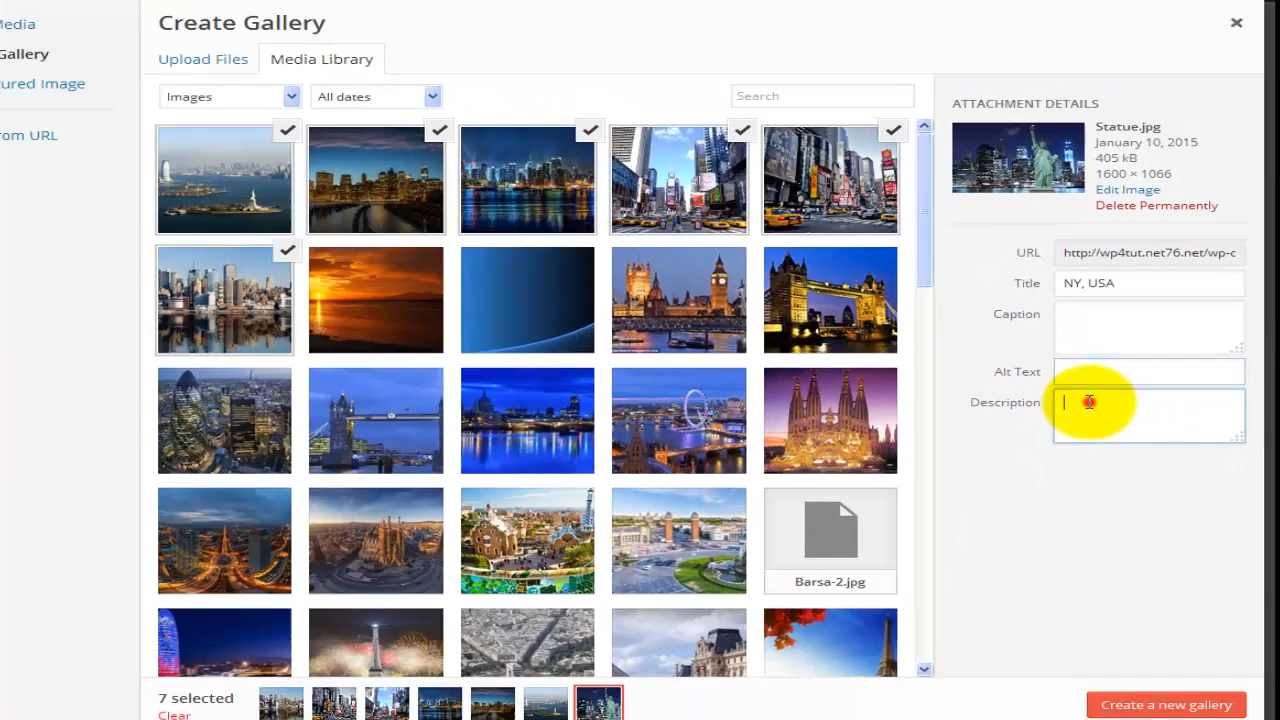 Media
Gallery
tured Image
rom URL
Create Gallery
Upload Files
Media Library
Images
All dates
Search
Barsa-2.jpg
ATTACHMENT DETAILS
Statue.jpg
January 10, 2015
405 kB
1600 × 1066
Edit Image
Delete Permanently
URL
http://wp4tut.net76.net/wp-c
Title
NY, USA
Caption
Alt Text
Description
7 selected
Clear
Create a new gallery